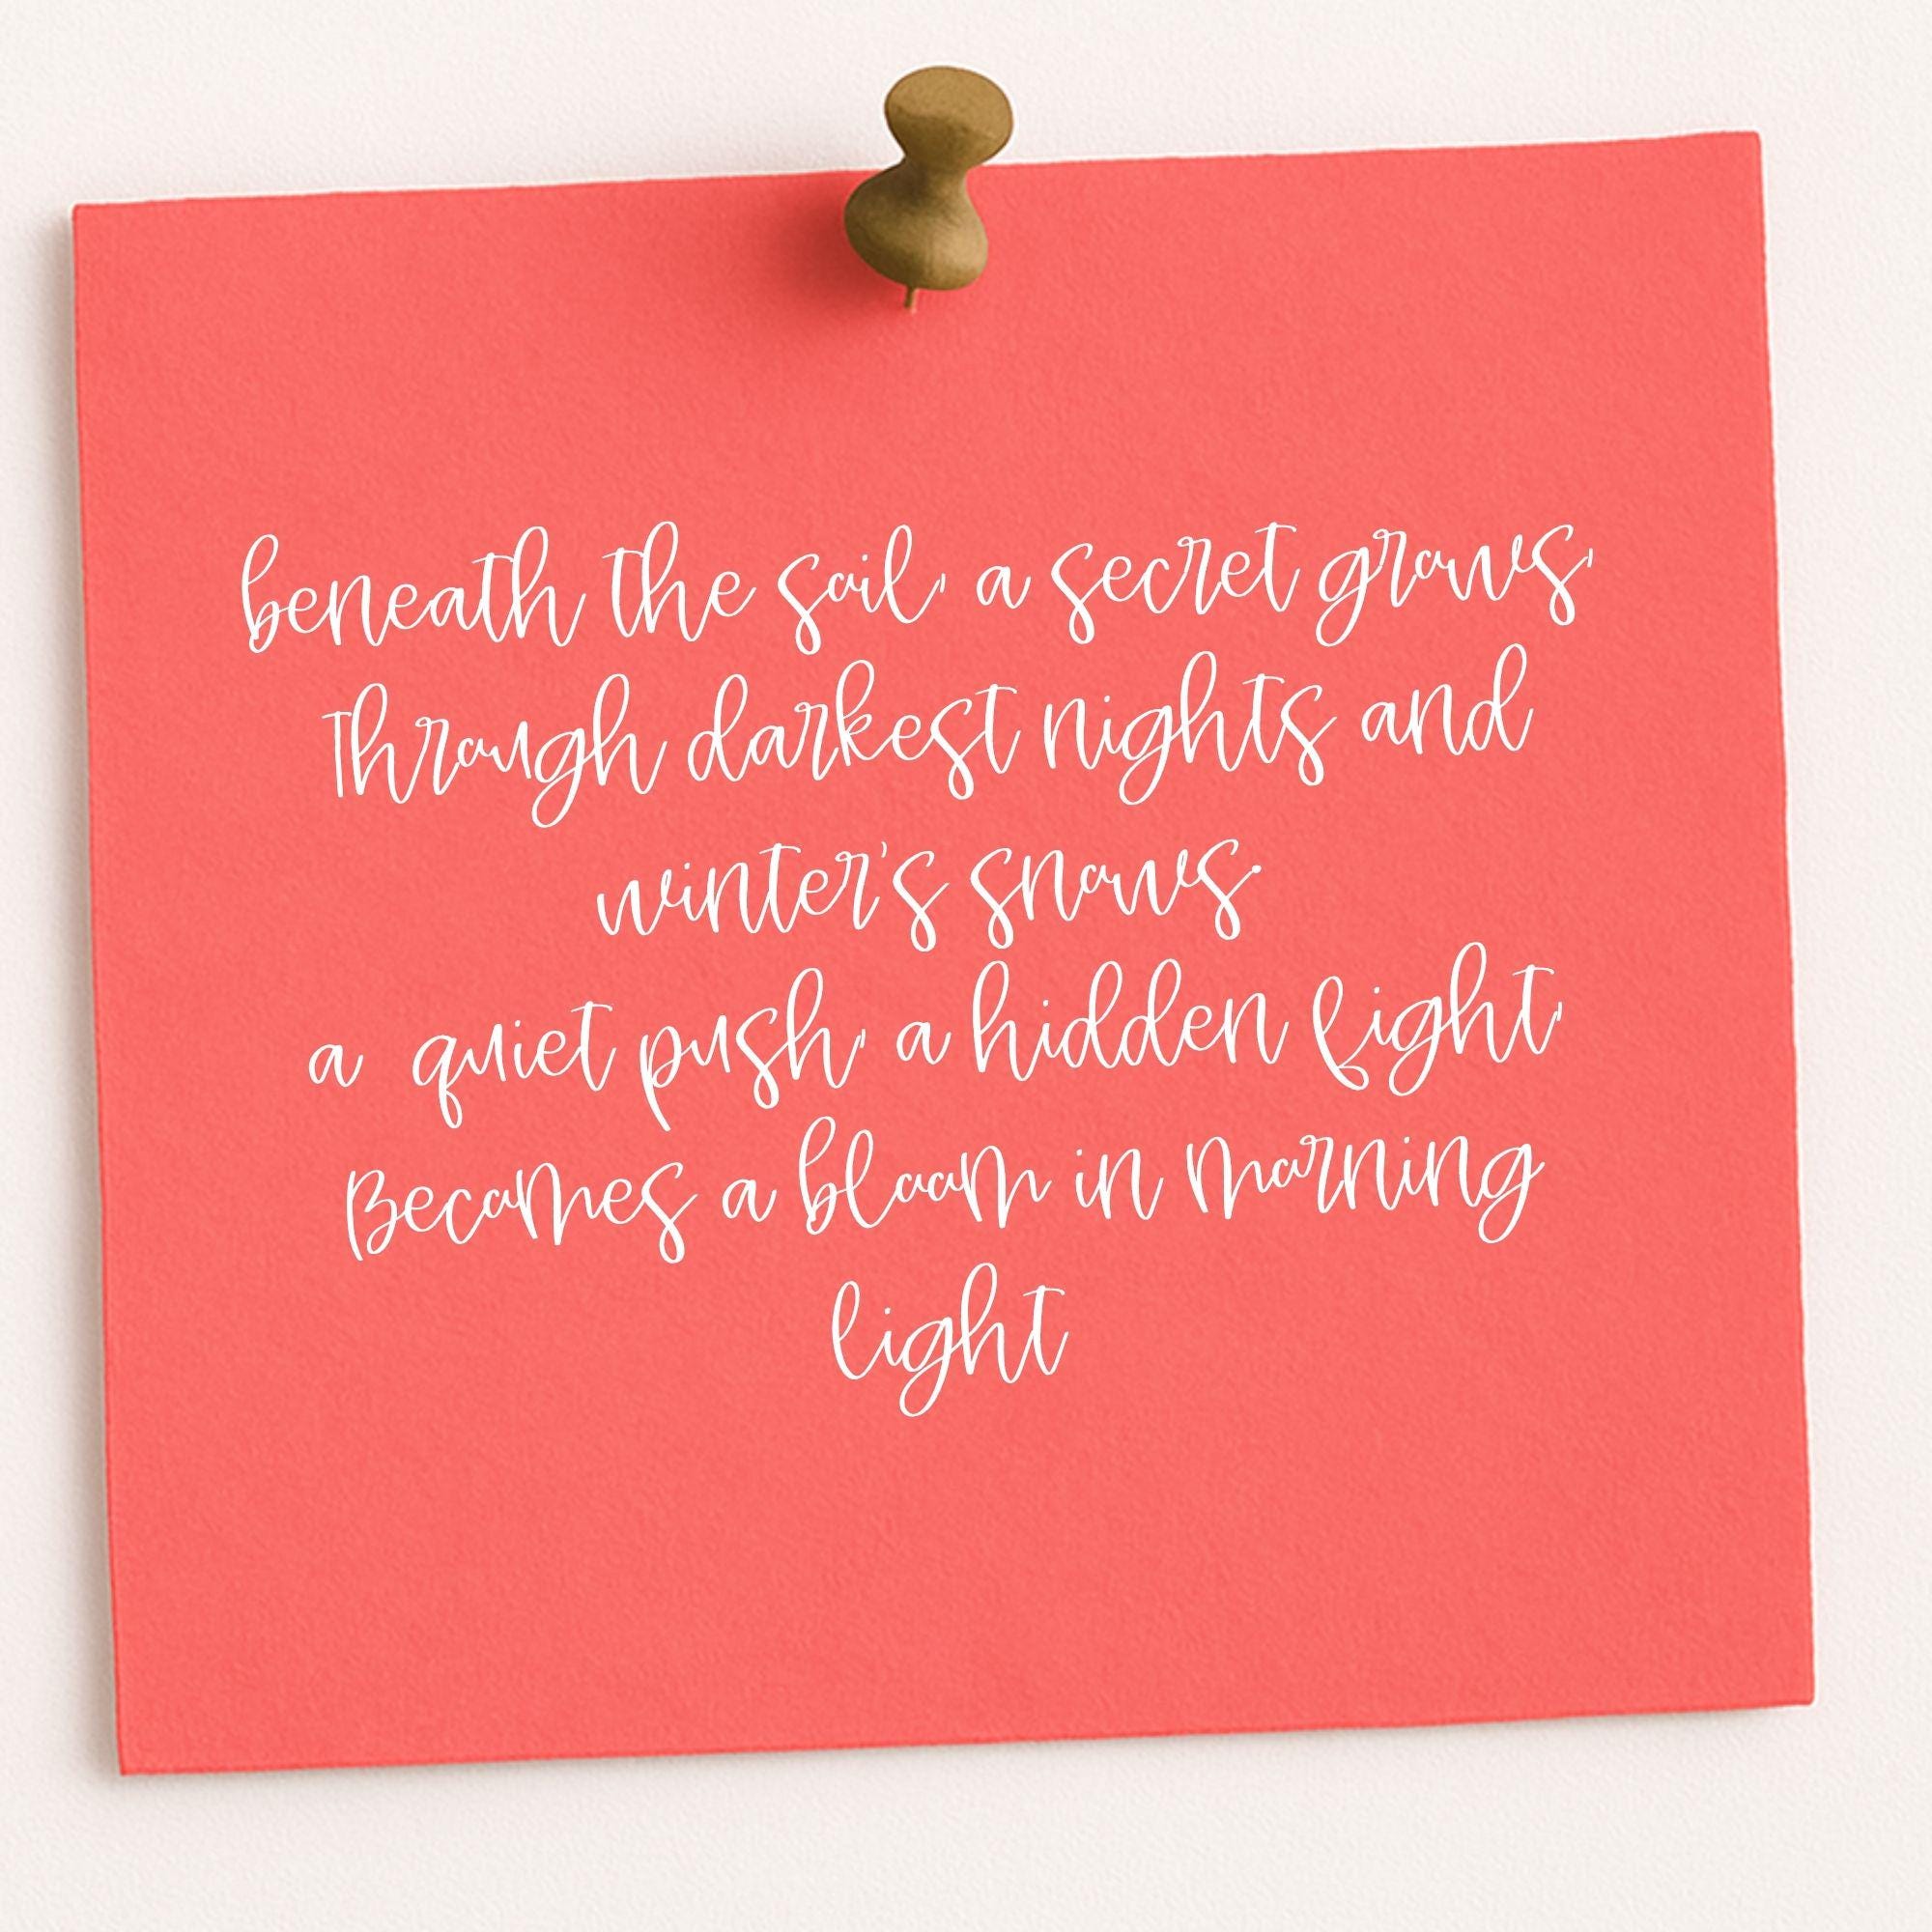 beneath the soil, a secret grows,
Through darkest nights and
winter's snows.
a quiet push, a hidden fight,
Becomes a bloom in morning
light